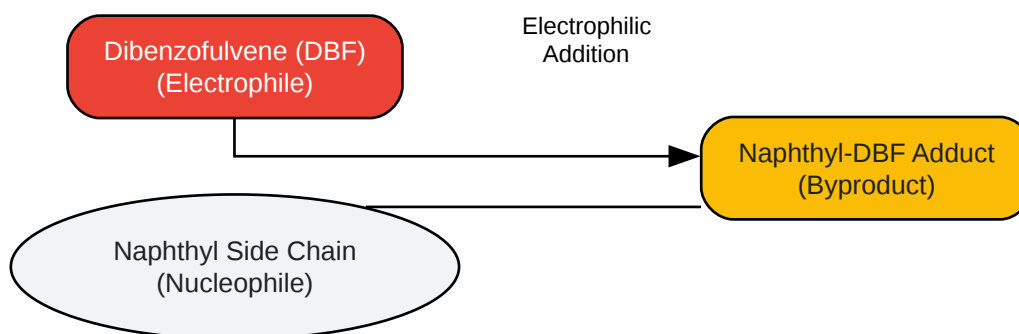 Dibenzofulvene (DBF)
(Electrophile)
Electrophilic
Addition
Naphthyl-DBF Adduct
(Byproduct)
Naphthyl Side Chain
(Nucleophile)